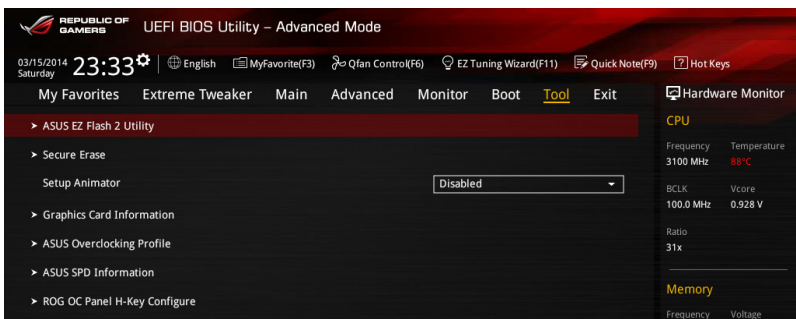 REPUBLIC OF
GAMERS
UEFI BIOS Utility – Advanced Mode
03/15/2014
Saturday
23:33
English
MyFavorite(F3)
Qfan Control(F6)
EZ Tuning Wizard(F11)
Quick Note(F9)
? Hot Keys
My Favorites
Extreme Tweaker
Main
Advanced
Monitor
Boot
Tool
Exit
Hardware Monitor
> ASUS EZ Flash 2 Utility
> Secure Erase
Setup Animator
Disabled
> Graphics Card Information
> ASUS Overclocking Profile
> ASUS SPD Information
> ROG OC Panel H-Key Configure
CPU
Frequency Temperature
3100 MHz 88°C
BCLK Vcore
100.0 MHz 0.928 V
Ratio
31x
Memory
Frequency Voltage